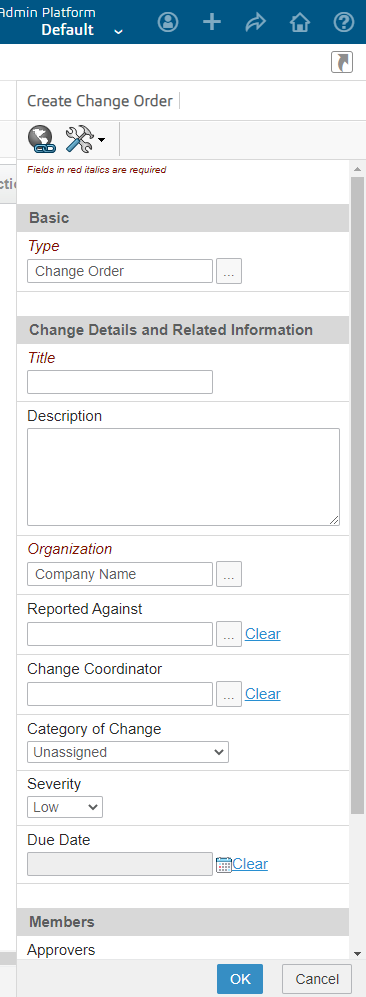 Admin Platform
Default
Create Change Order
ctio
Fields in red italics are required
Basic
Type
Change Order
...
Change Details and Related Information
Title
Description
Organization
Company Name
...
Reported Against
... Clear
Change Coordinator
... Clear
Category of Change
Unassigned
Severity
Low
Due Date
Clear
Members
Approvers
OK Cancel